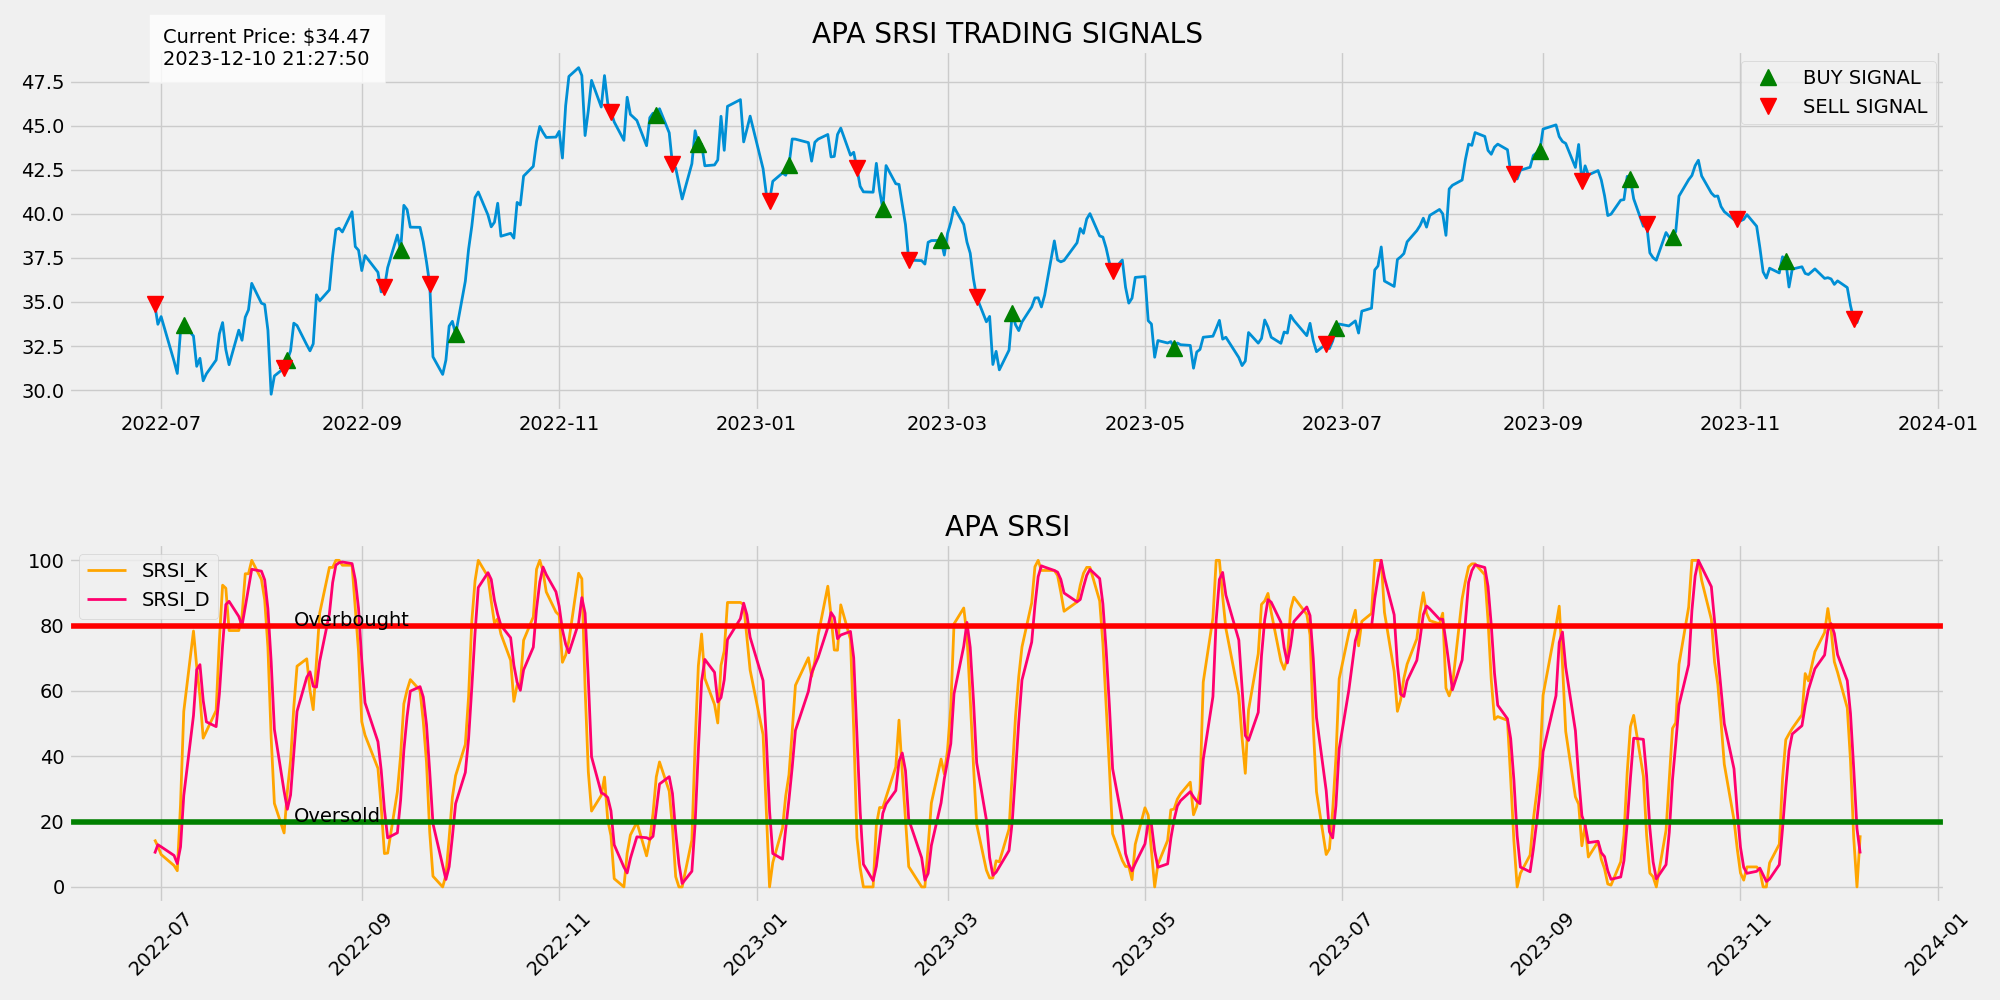 APA SRSI TRADING SIGNALS
Current Price: $34.47
2023-12-10 21:27:50
BUY SIGNAL
SELL SIGNAL
47.5
45.0
42.5
40.0
37.5
35.0
32.5
30.0
2022-07 2022-09 2022-11 2023-01 2023-03 2023-05 2023-07 2023-09 2023-11 2024-01
APA SRSI
SRSI_K
SRSI_D
100
80
60
40
20
0
Overbought
Oversold
2022-07 2022-09 2022-11 2023-01 2023-03 2023-05 2023-07 2023-09 2023-11 2024-01